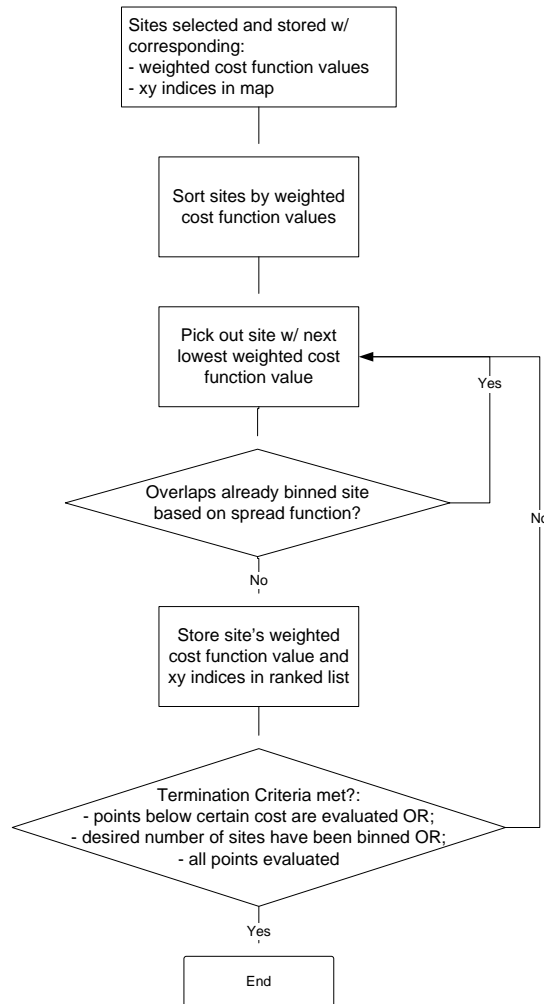 Sites selected and stored w/
corresponding:
- weighted cost function values
- xy indices in map
Sort sites by weighted
cost function values
Pick out site w/ next
lowest weighted cost
function value
Yes
Overlaps already binned site
based on spread function?
No
No
Store site's weighted
cost function value and
xy indices in ranked list
Termination Criteria met?:
- points below certain cost are evaluated OR;
- desired number of sites have been binned OR;
- all points evaluated
Yes
End